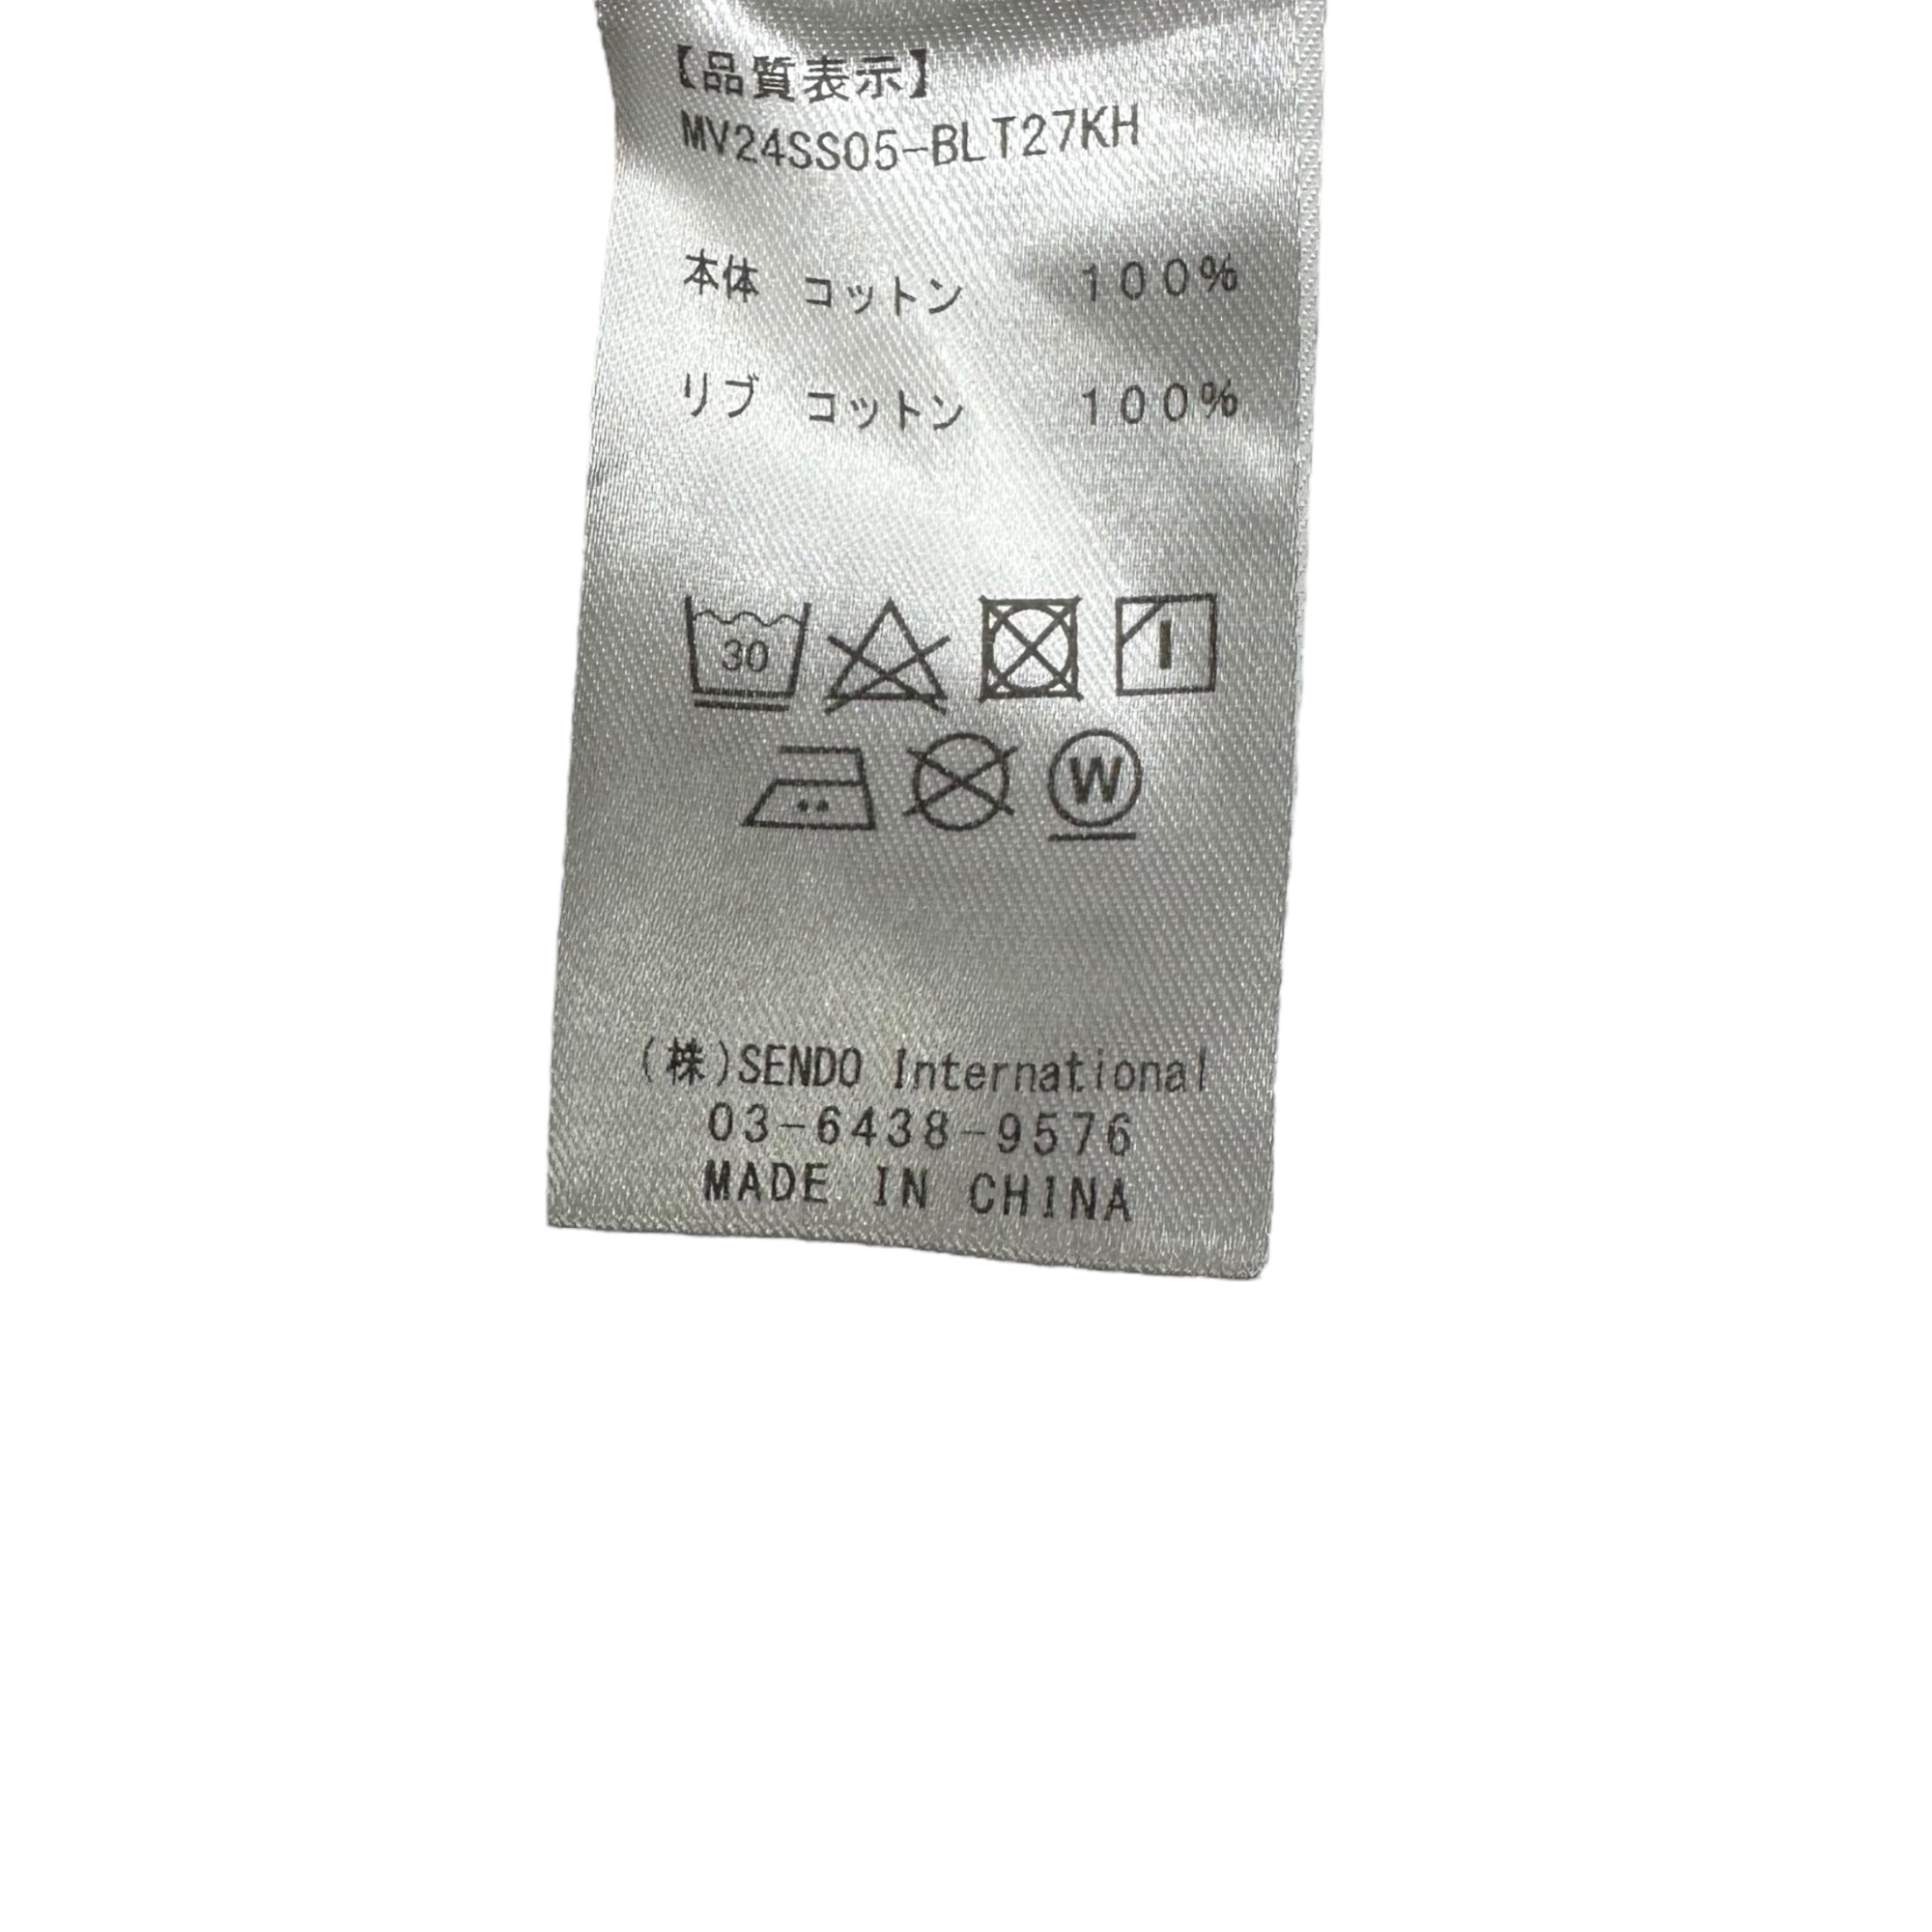 【品質表示】
MV24SS05-BLT27KH
本体 コットン 100%
リブ コットン 100%
30
W
(株)SENDO International
03-6438-9576
MADE IN CHINA